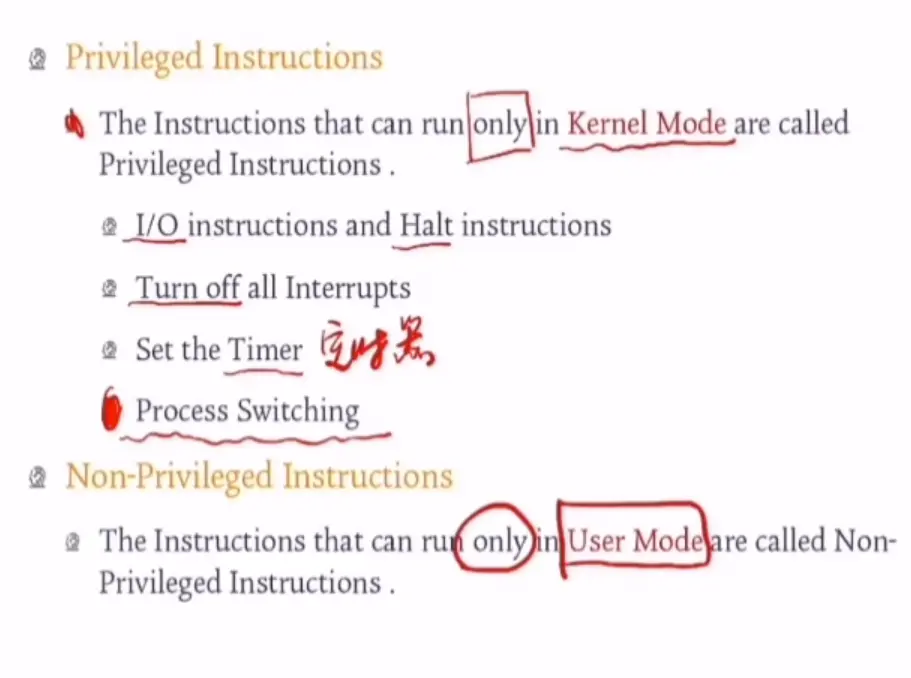 Privileged Instructions
The Instructions that can run only in Kernel Mode are called
Privileged Instructions .
I/O instructions and Halt instructions
Turn off all Interrupts
Set the Timer 定时器
Process Switching
Non-Privileged Instructions
The Instructions that can run only in User Mode are called Non-
Privileged Instructions .